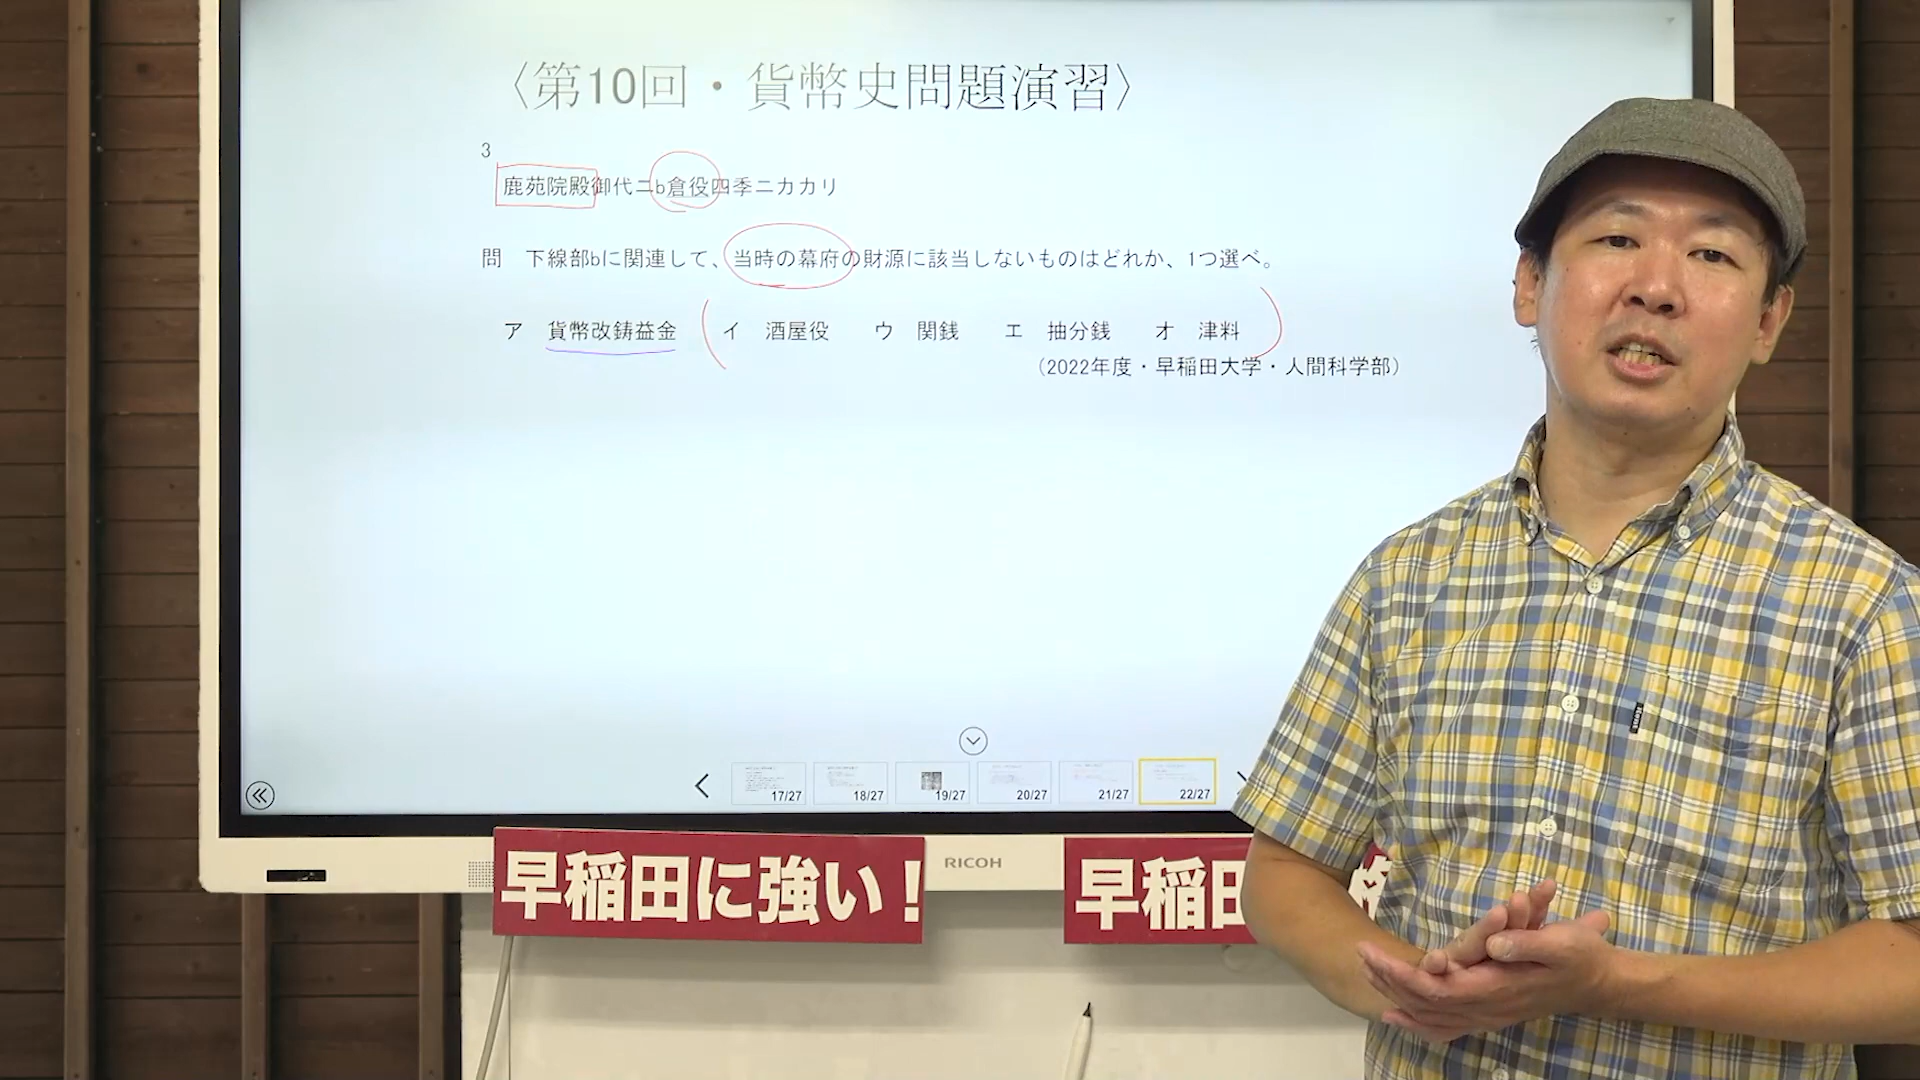 〈第10回・貨幣史問題演習〉
3
鹿苑院殿御代ニb倉役四季ニカカリ
問 下線部bに関連して、当時の幕府の財源に該当しないものはどれか、1つ選べ。
ア 貨幣改鋳益金 イ 酒屋役 ウ 関銭 エ 抽分銭 オ 津料
（2022年度・早稲田大学・人間科学部）
17/27 18/27 19/27 20/27 21/27 22/27
RICOH
早稲田に強い！
早稲田